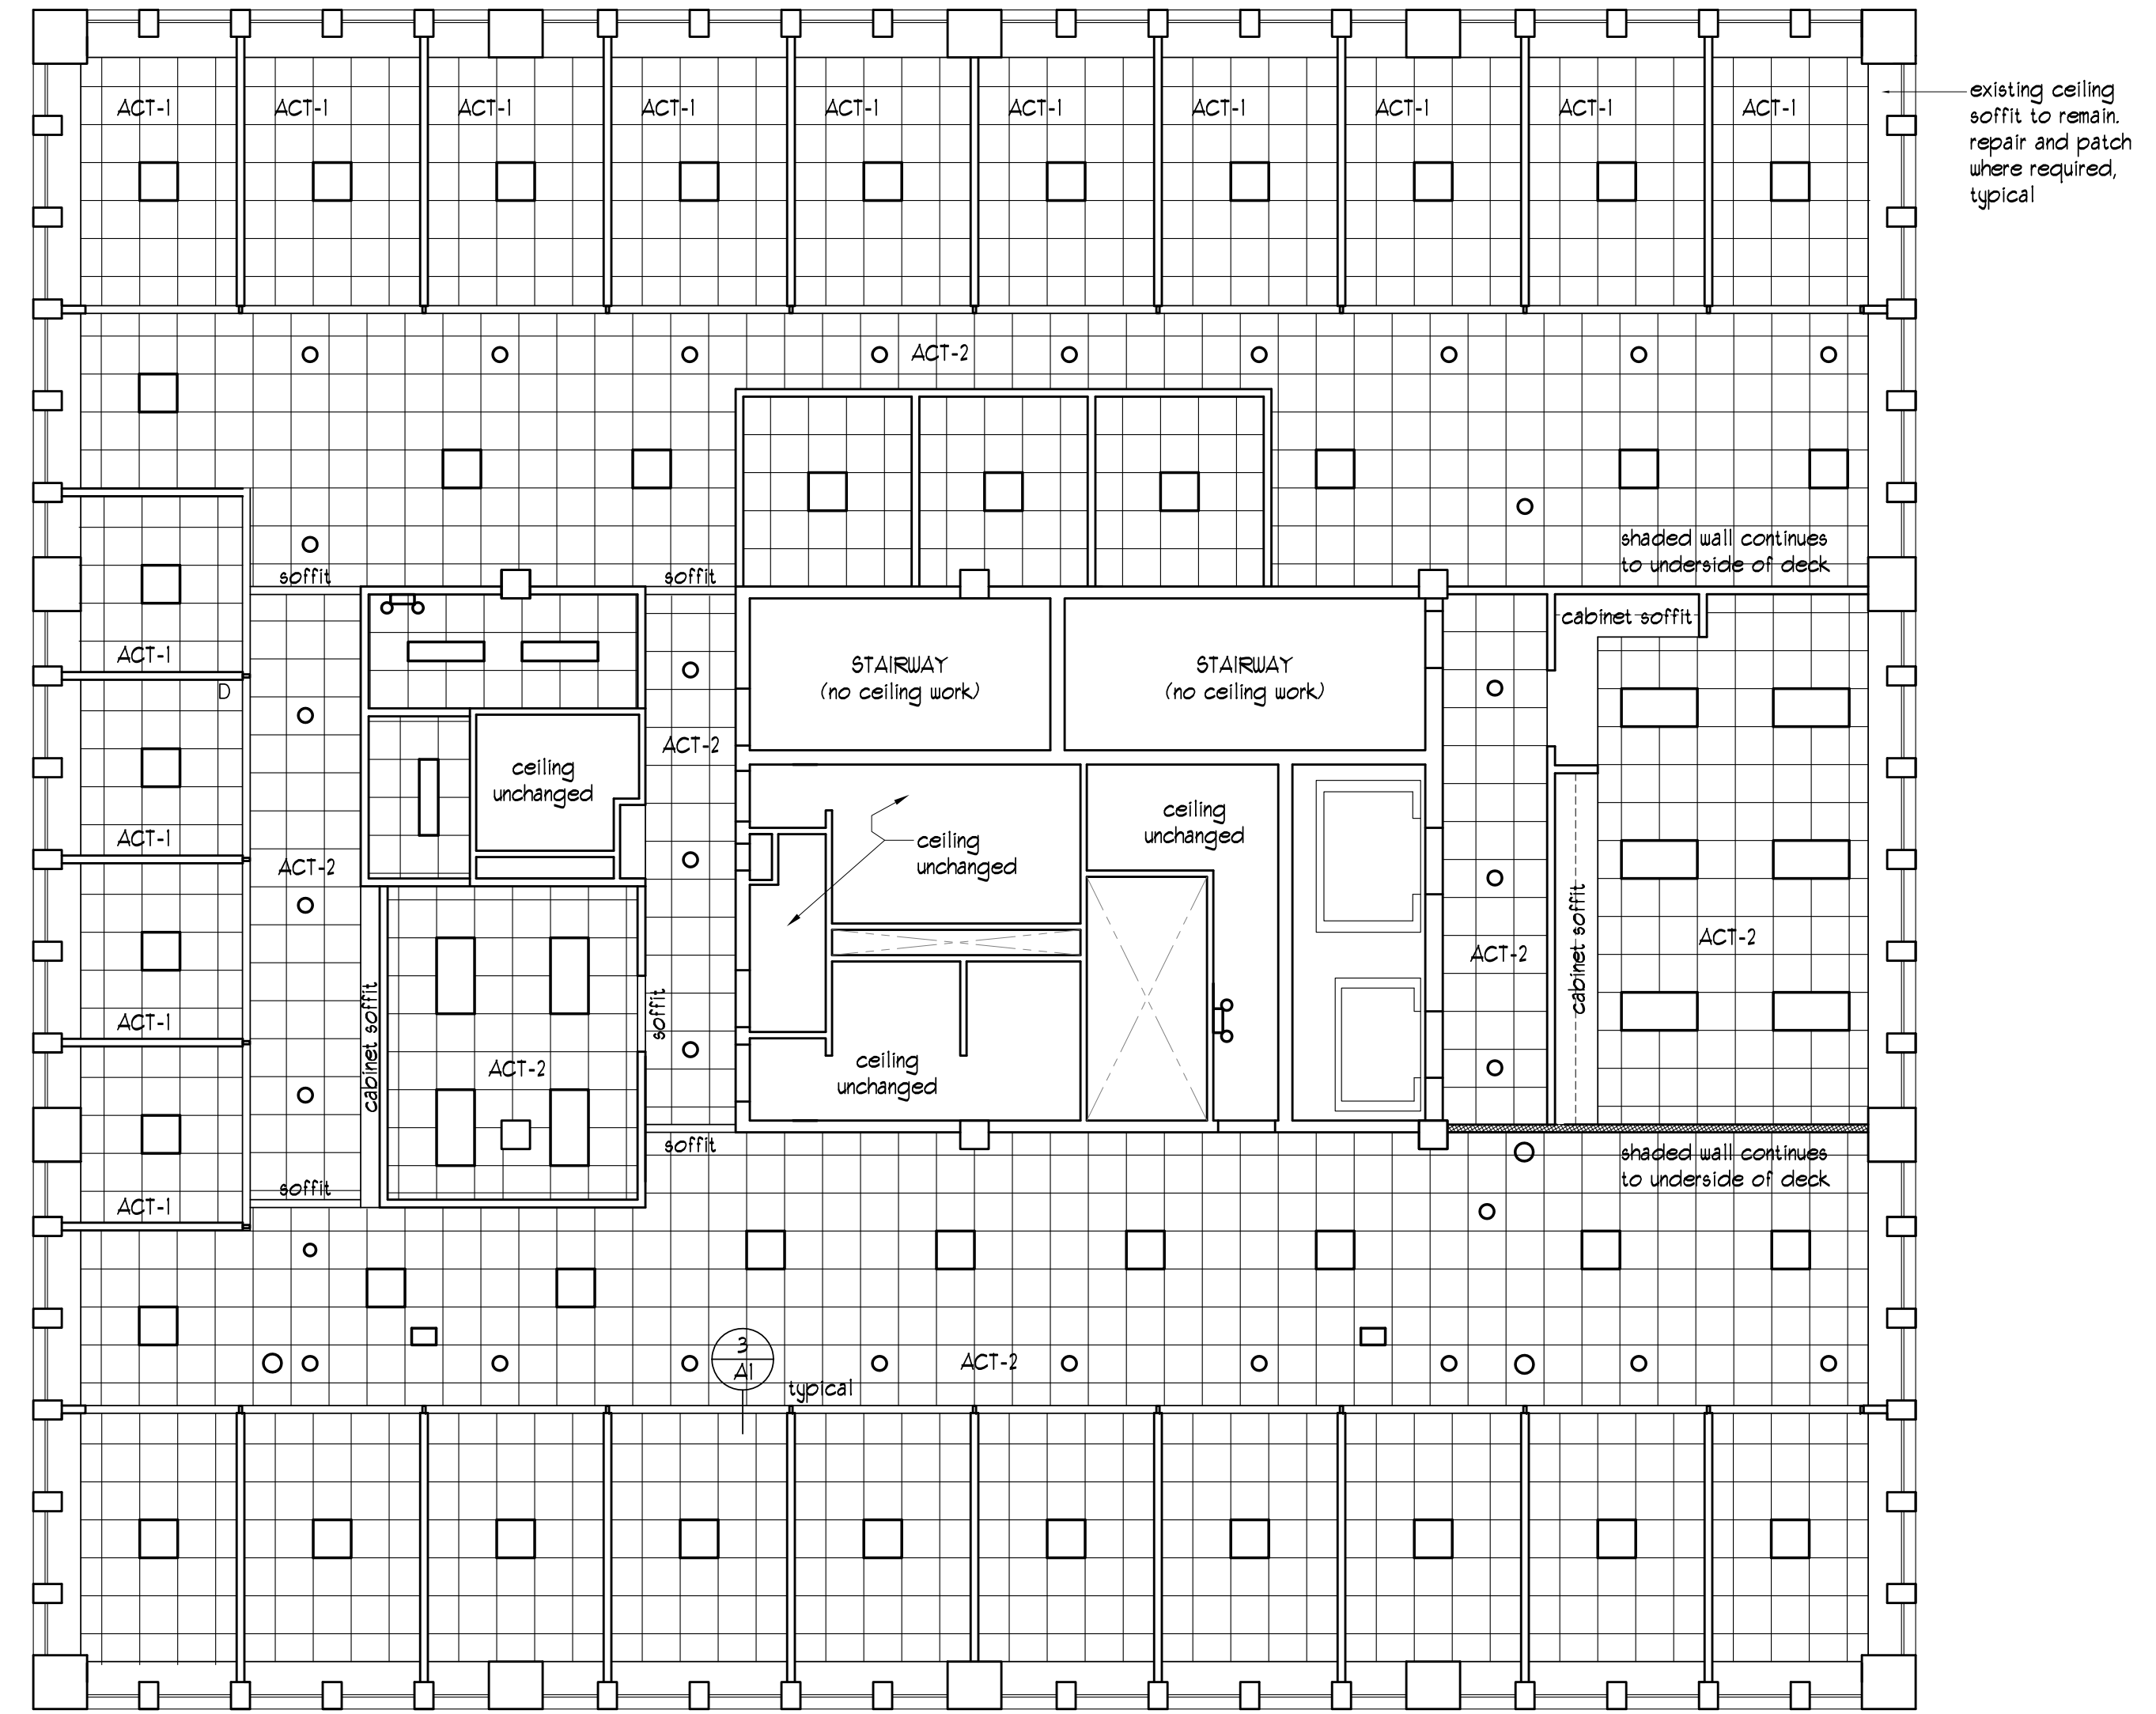 ACT-1
ACT-1
ACT-1
ACT-1
ACT-1
ACT-1
ACT-1
ACT-1
ACT-1
ACT-1
existing ceiling
soffit to remain.
repair and patch
where required,
typical
ACT-2
shaded wall continues
to underside of deck
soffit
soffit
cabinet soffit
ACT-1
D
STAIRWAY
(no ceiling work)
STAIRWAY
(no ceiling work)
ACT-2
ceiling
unchanged
ceiling
unchanged
ACT-1
ceiling
unchanged
ACT-2
ACT-2
ACT-2
cabinet soffit
ACT-1
cabinet soffit
soffit
ACT-2
ceiling
unchanged
soffit
shaded wall continues
to underside of deck
soffit
ACT-1
3
A1
ACT-2
typical